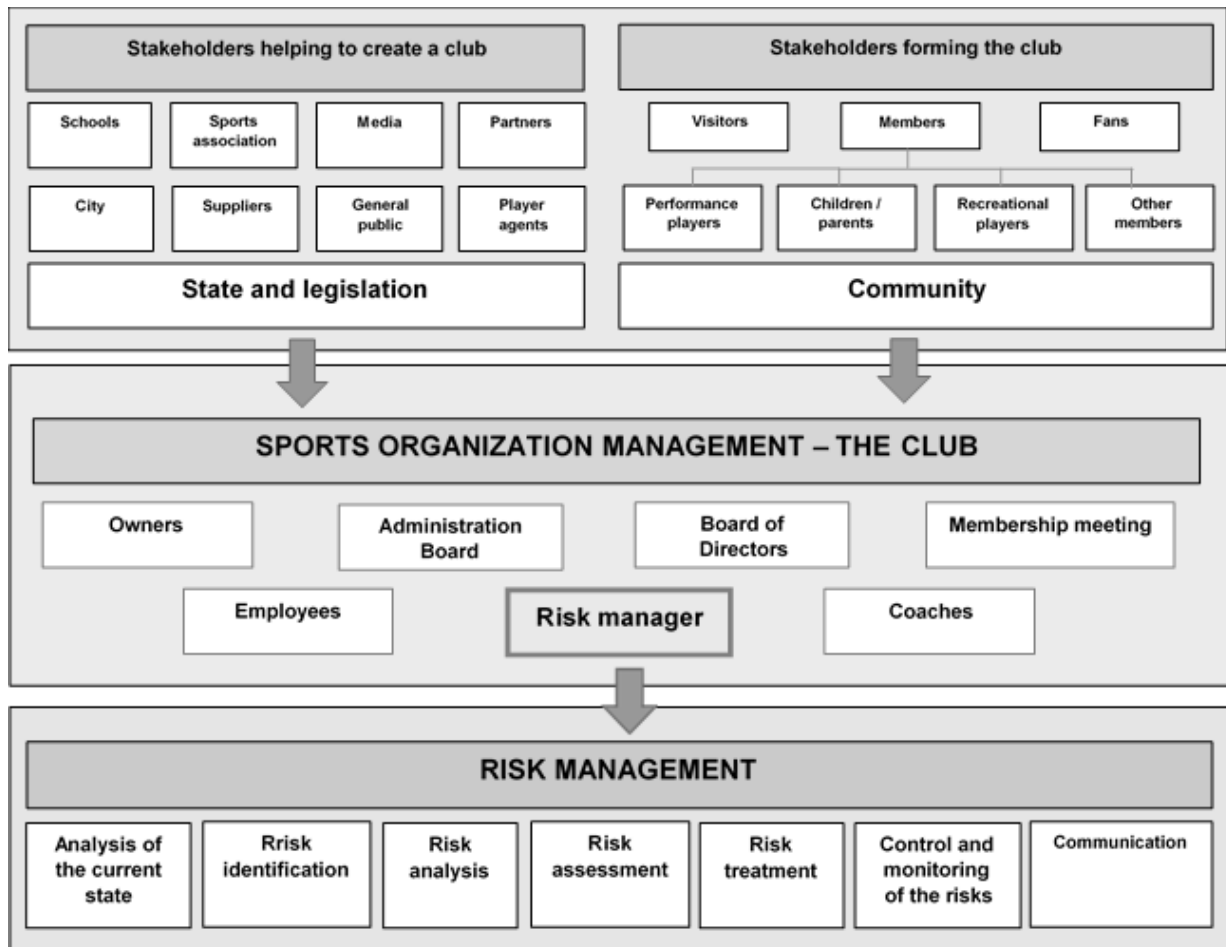 Stakeholders helping to create a club
Stakeholders forming the club
Schools
Sports
association
Media
Partners
Visitors
Members
Fans
City
Suppliers
General
public
Player
agents
Performance
players
Children /
parents
Recreational
players
Other
members
State and legislation
Community
SPORTS ORGANIZATION MANAGEMENT – THE CLUB
Owners
Administration
Board
Board of
Directors
Membership meeting
Employees
Risk manager
Coaches
RISK MANAGEMENT
Analysis of
the current
state
Rrisk
identification
Risk
analysis
Risk
assessment
Risk
treatment
Control and
monitoring
of the risks
Communication